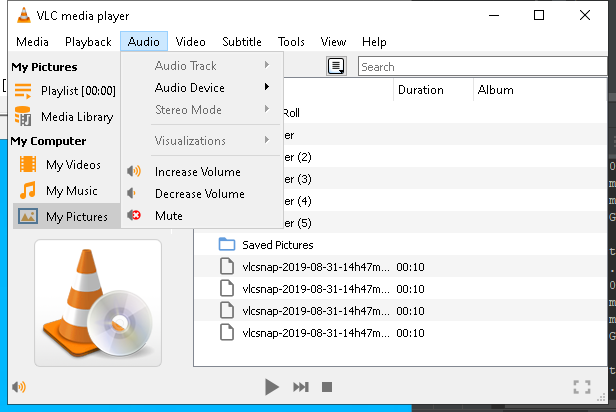 VLC media player
Media Playback Audio Video Subtitle Tools View Help
My Pictures
Playlist [00:00]
Media Library
My Computer
My Videos
My Music
My Pictures
Audio Track
Audio Device
Stereo Mode
Visualizations
Increase Volume
Decrease Volume
Mute
Search
Duration Album
Roll
er
er (2)
er (3)
er (4)
er (5)
Saved Pictures
vlcsnap-2019-08-31-14h47m... 00:10
vlcsnap-2019-08-31-14h47m... 00:10
vlcsnap-2019-08-31-14h47m... 00:10
vlcsnap-2019-08-31-14h47m... 00:10